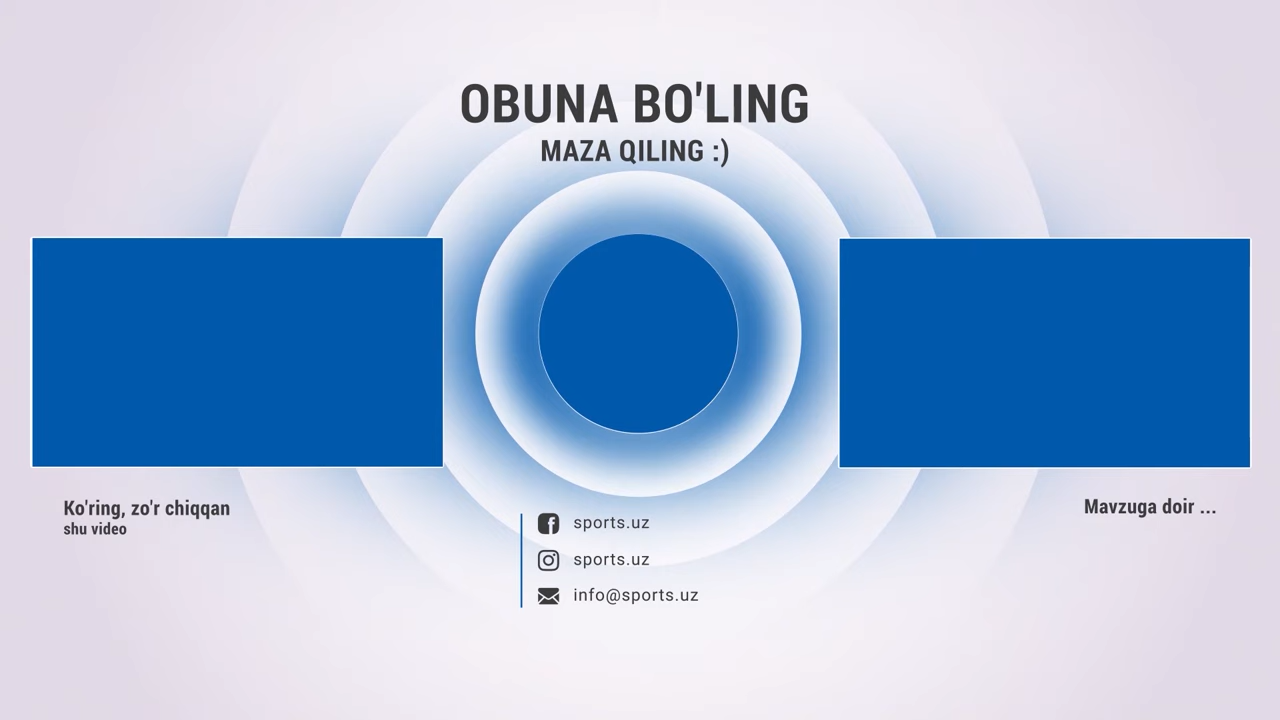 OBUNA BO'LING
MAZA QILING :)
Ko'ring, zo'r chiqqan
shu video
Mavzuga doir ...
sports.uz
sports.uz
info@sports.uz